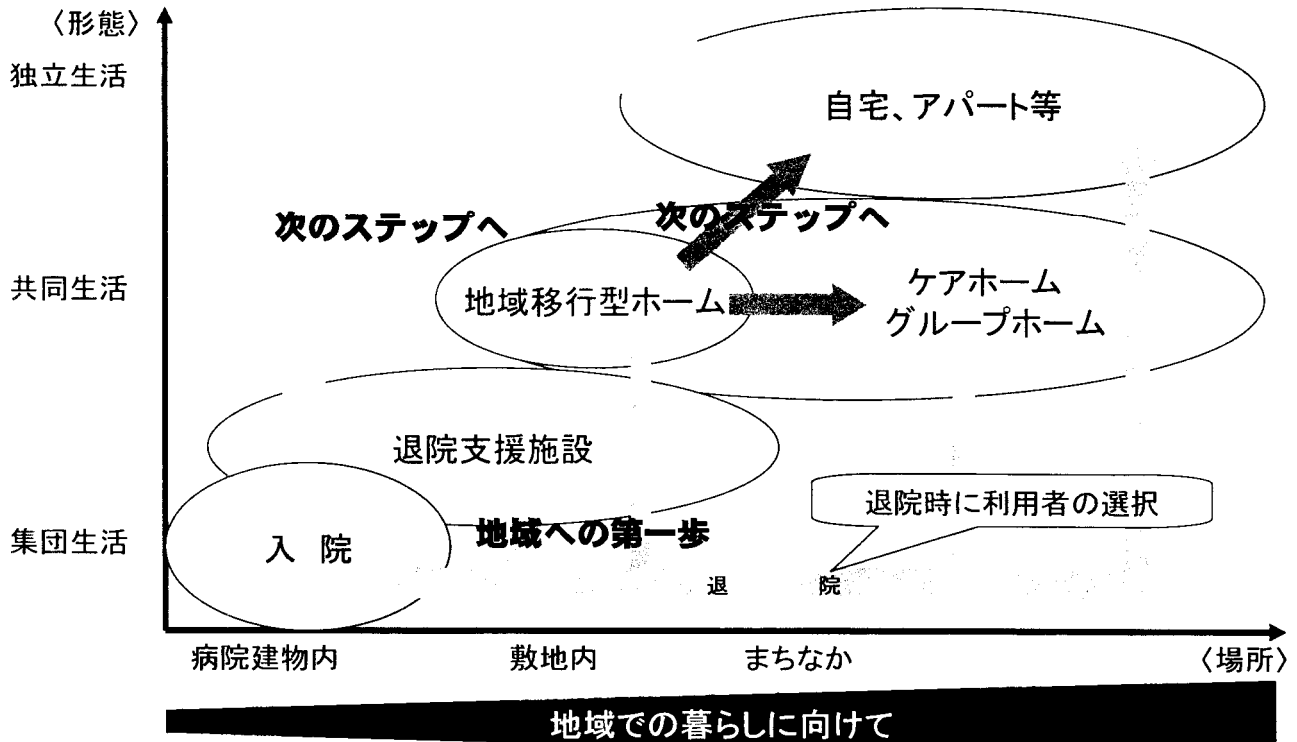 〈形態〉
独立生活
自宅、アパート等
次のステップへ
次のステップへ
共同生活
地域移行型ホーム
ケアホーム
グループホーム
退院支援施設
退院時に利用者の選択
集団生活
入 院
地域への第一歩
退 院
病院建物内
敷地内
まちなか
〈場所〉
地域での暮らしに向けて